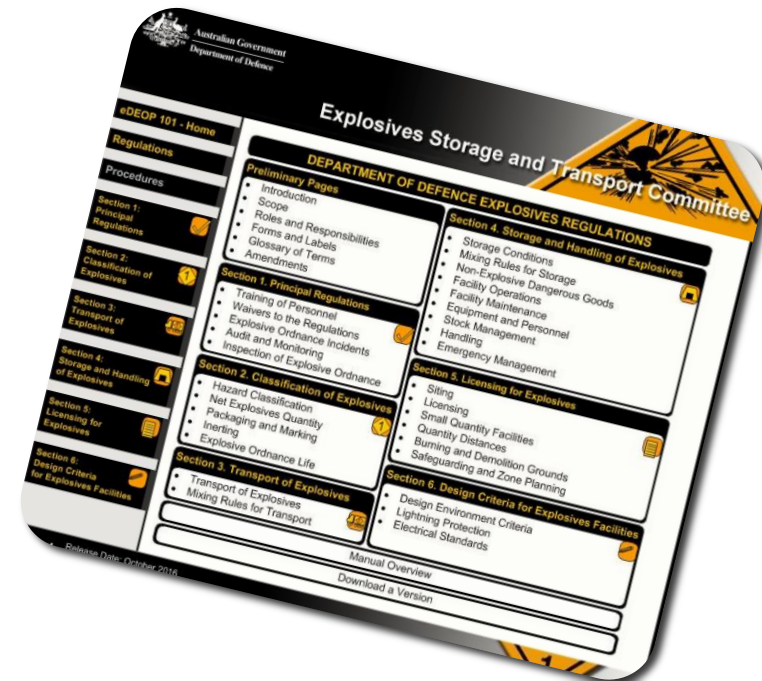 Australian Government
Department of Defence
Explosives Storage and Transport Committee
eDEOP 101 - Home
Regulations
Procedures
Section 1:
Principal
Regulations
Section 2:
Classification of
Explosives
Section 3:
Transport of
Explosives
Section 4:
Storage and Handling
of Explosives
Section 5:
Licensing for
Explosives
Section 6:
Design Criteria
for Explosives Facilities
Release Date: October 2016
DEPARTMENT OF DEFENCE EXPLOSIVES REGULATIONS
Preliminary Pages
Introduction
Scope
Roles and Responsibilities
Forms and Labels
Glossary of Terms
Amendments
Section 1. Principal Regulations
Training of Personnel
Waivers to the Regulations
Explosive Ordnance Incidents
Audit and Monitoring
Inspection of Explosive Ordnance
Section 2. Classification of Explosives
Hazard Classification
Net Explosives Quantity
Packaging and Marking
Inerting
Explosive Ordnance Life
1
Section 3. Transport of Explosives
Transport of Explosives
Mixing Rules for Transport
Section 4. Storage and Handling of Explosives
Storage Conditions
Mixing Rules for Storage
Non-Explosive Dangerous Goods
Facility Operations
Facility Maintenance
Equipment and Personnel
Stock Management
Handling
Emergency Management
Section 5. Licensing for Explosives
Siting
Licensing
Small Quantity Facilities
Quantity Distances
Burning and Demolition Grounds
Safeguarding and Zone Planning
Section 6. Design Criteria for Explosives Facilities
Design Environment Criteria
Lightning Protection
Electrical Standards
Manual Overview
Download a Version
1